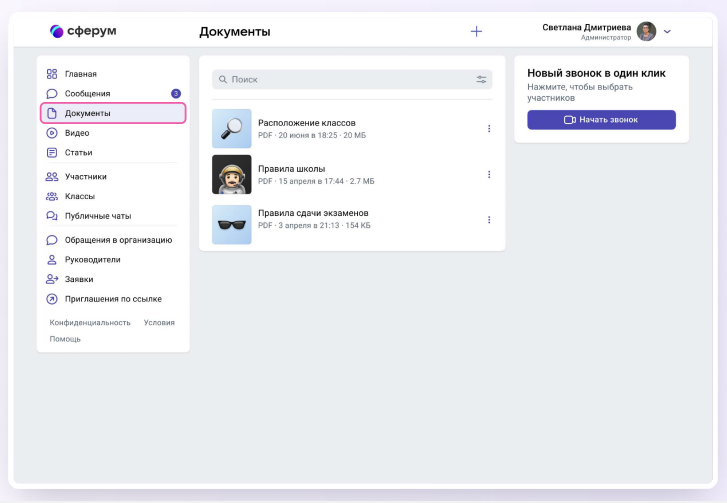 сферум
Документы
Светлана Дмитриева
Администратор
Главная
Сообщения
3
Документы
Видео
Статьи
Участники
Классы
Публичные чаты
Обращения в организацию
Руководители
Заявки
Приглашения по ссылке
Конфиденциальность Условия
Помощь
Поиск
Расположение классов
PDF · 20 июня в 18:25 · 20 МБ
Правила школы
PDF · 15 апреля в 17:44 · 2.7 МБ
Правила сдачи экзаменов
PDF · 3 апреля в 21:13 · 154 КБ
Новый звонок в один клик
Нажмите, чтобы выбрать
участников
Начать звонок